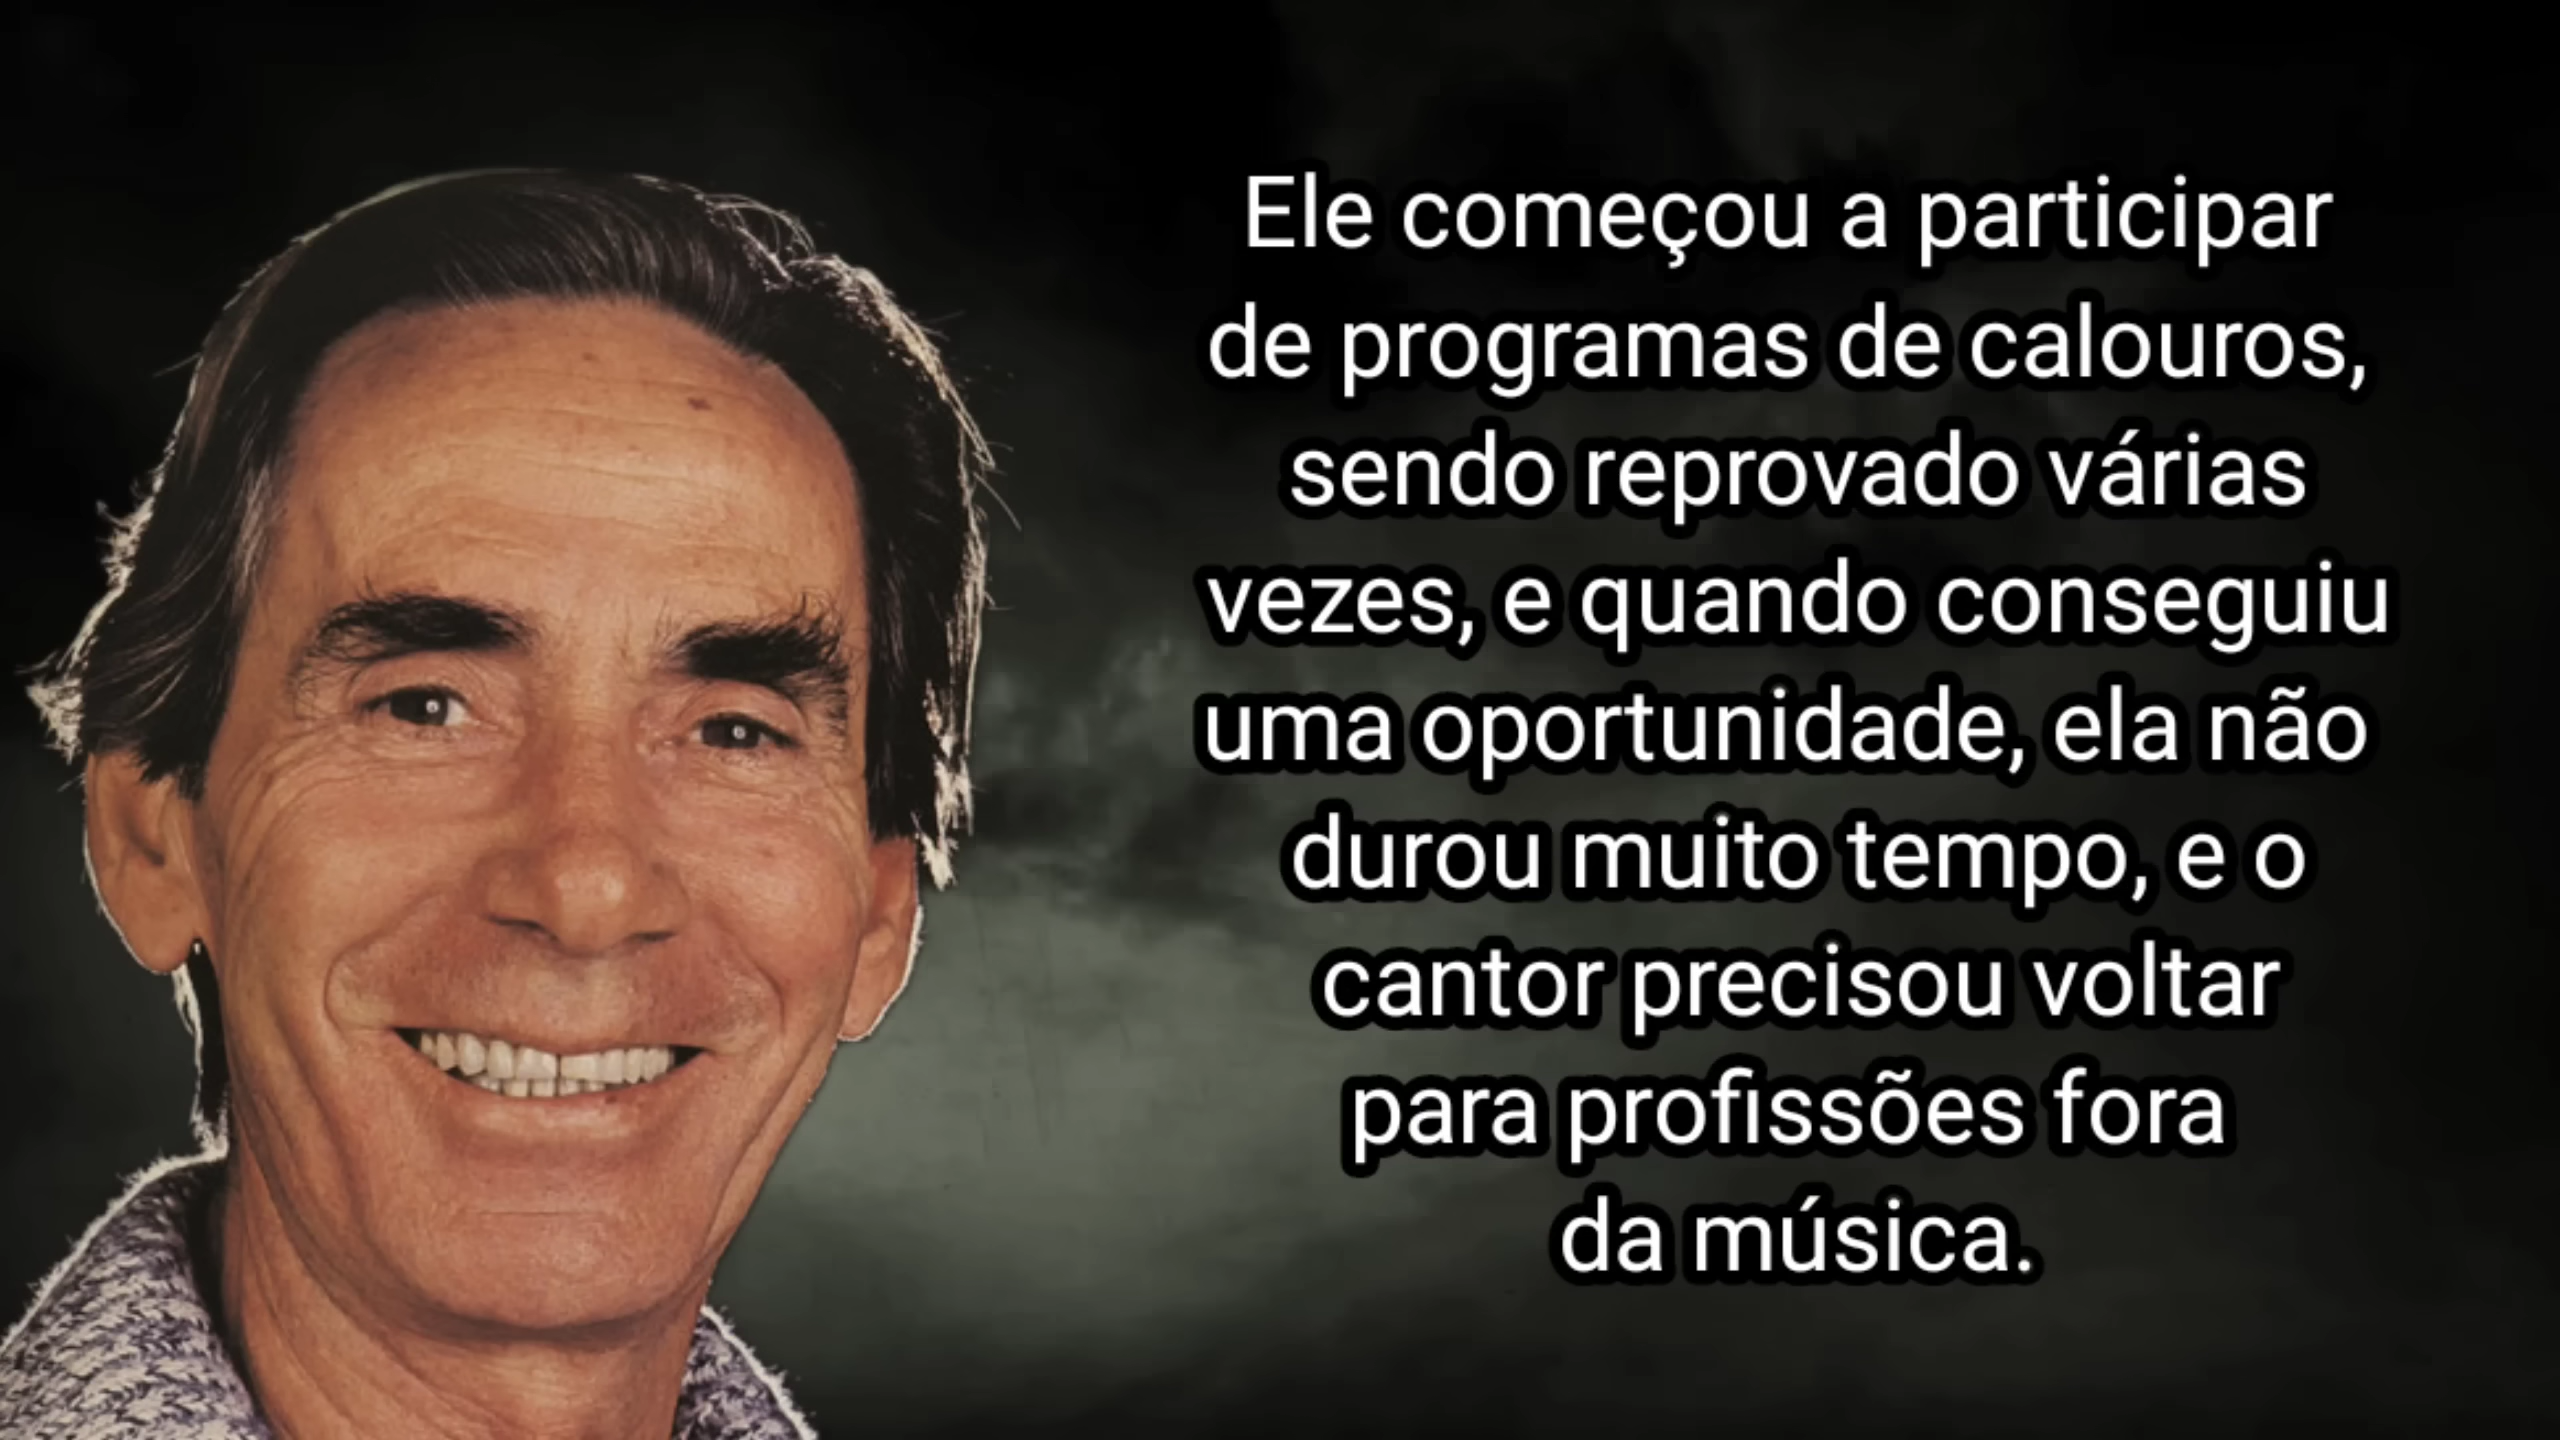 Ele começou a participar
de programas de calouros,
sendo reprovado várias
vezes, e quando conseguiu
uma oportunidade, ela não
durou muito tempo, e o
cantor precisou voltar
para profissões fora
da música.